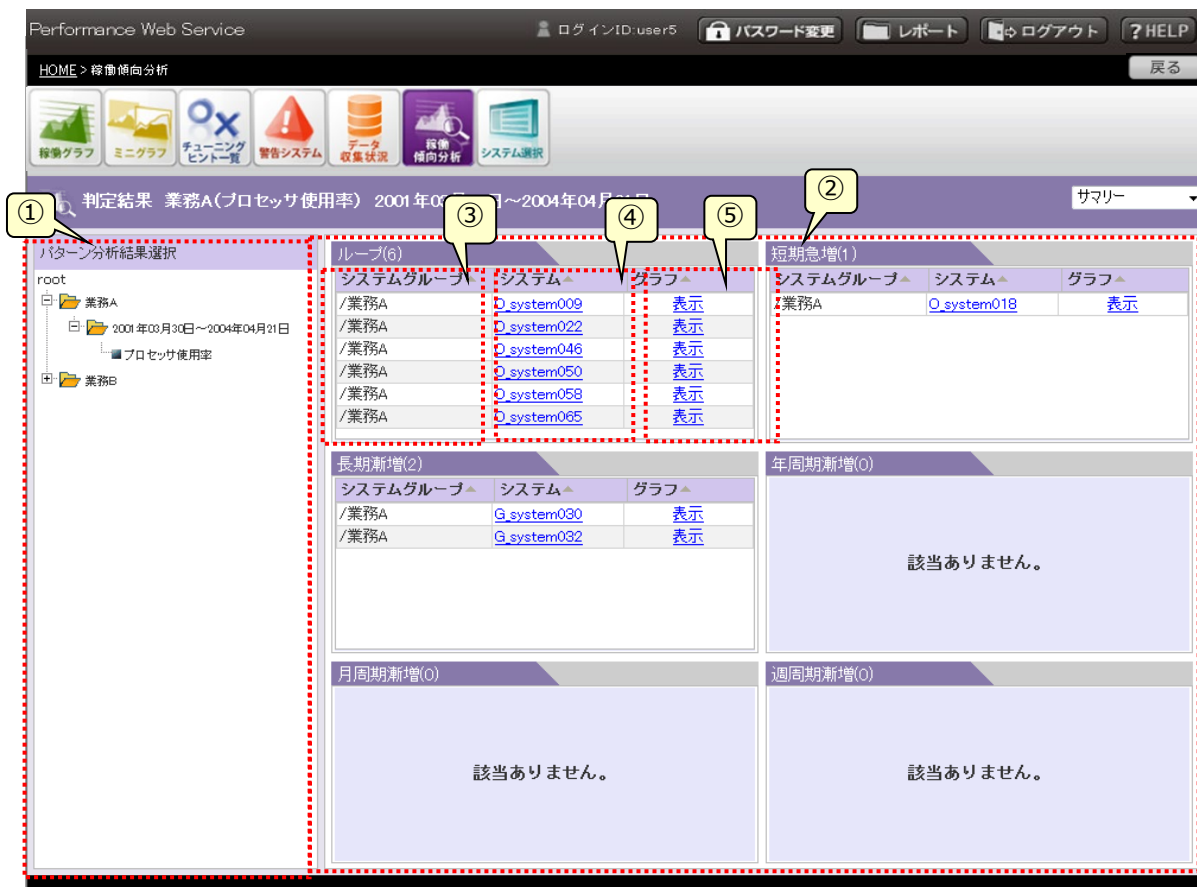 Performance Web Service
ログインID:user5 パスワード変更 レポート ログアウト ?HELP
HOME > 稼働傾向分析
戻る
稼働グラフ ミニグラフ チューニングヒント一覧 警告システム データ収集状況 稼働傾向分析 システム選択
判定結果 業務A(プロセッサ使用率) 2001年03月 日～2004年04月
サマリー
① ② ③ ④ ⑤
パターン分析結果選択
root
業務A
2001年03月30日～2004年04月21日
プロセッサ使用率
業務B
ループ(6)
システムグループ システム グラフ
/業務A O_system009 表示
/業務A O_system022 表示
/業務A O_system046 表示
/業務A O_system050 表示
/業務A O_system058 表示
/業務A O_system065 表示
短期急増(1)
システムグループ システム グラフ
/業務A O_system018 表示
長期漸増(2)
システムグループ システム グラフ
/業務A G_system030 表示
/業務A G_system032 表示
年周期漸増(0)
該当ありません。
月周期漸増(0)
該当ありません。
週周期漸増(0)
該当ありません。